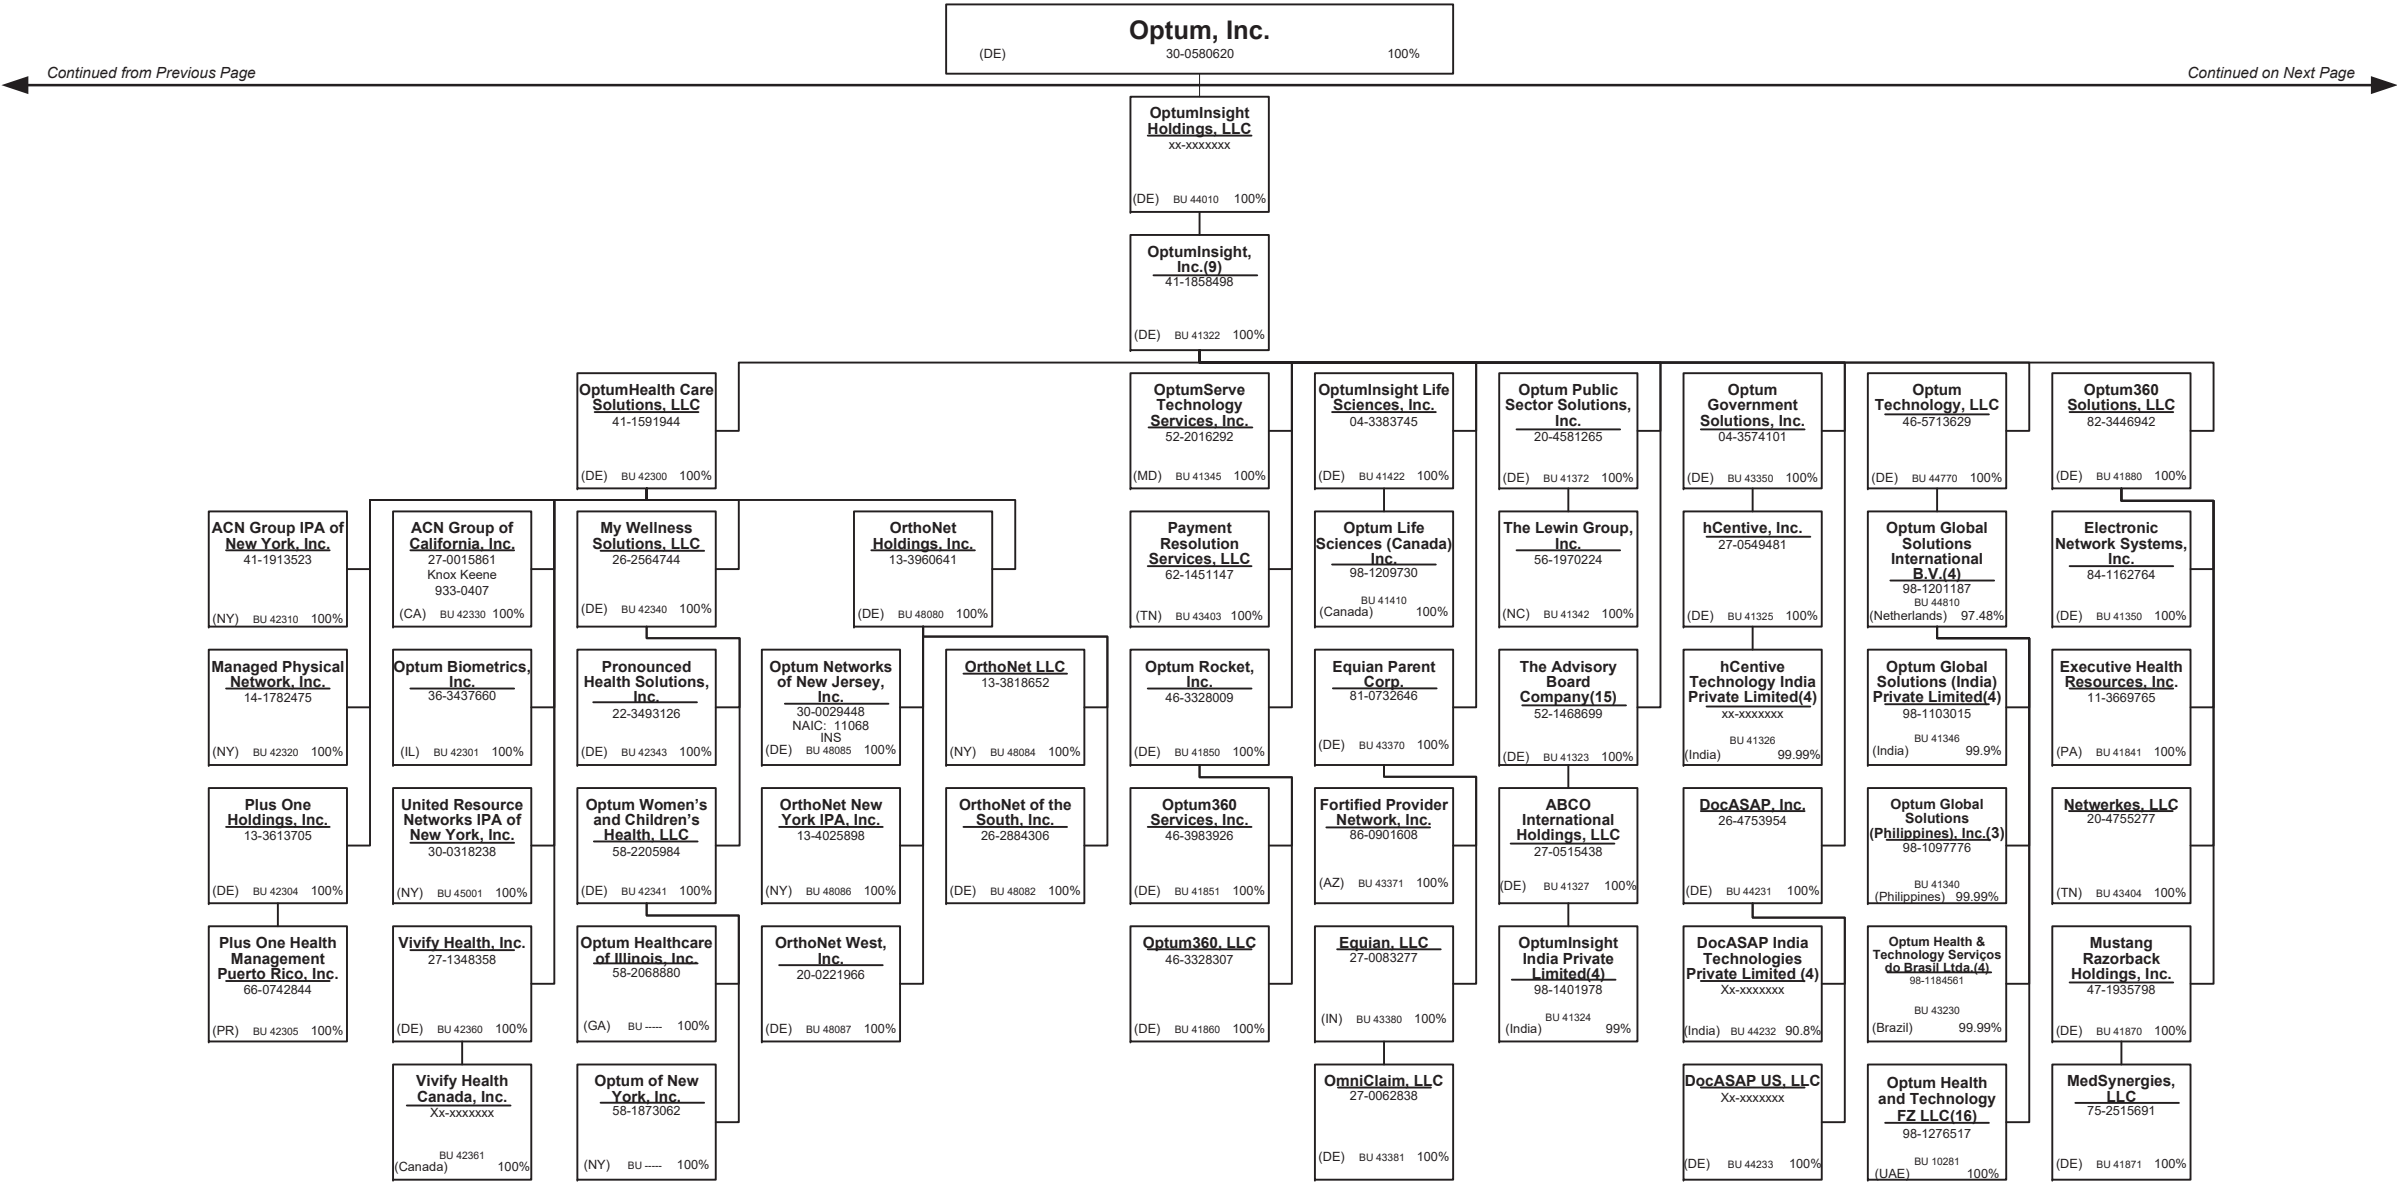 Optum, Inc.
(DE) 30-0580620 100%
Continued from Previous Page
Continued on Next Page
OptumInsight
Holdings, LLC
xx-xxxxxxx
(DE) BU 44010 100%
OptumInsight,
Inc.(9)
41-1858498
(DE) BU 41322 100%
OptumHealth Care
Solutions, LLC
41-1591944
(DE) BU 42300 100%
OptumServe
Technology
Services, Inc.
52-2016292
(MD) BU 41345 100%
OptumInsight Life
Sciences, Inc.
04-3383745
(DE) BU 41422 100%
Optum Public
Sector Solutions,
Inc.
20-4581265
(DE) BU 41372 100%
Optum
Government
Solutions, Inc.
04-3574101
(DE) BU 43350 100%
Optum
Technology, LLC
46-5713629
(DE) BU 44770 100%
Optum360
Solutions, LLC
82-3446942
(DE) BU 41880 100%
ACN Group IPA of
New York, Inc.
41-1913523
(NY) BU 42310 100%
ACN Group of
California, Inc.
27-0015861
Knox Keene
933-0407
(CA) BU 42330 100%
My Wellness
Solutions, LLC
26-2564744
(DE) BU 42340 100%
OrthoNet
Holdings, Inc.
13-3960641
(DE) BU 48080 100%
Payment
Resolution
Services, LLC
62-1451147
(TN) BU 43403 100%
Optum Life
Sciences (Canada)
Inc.
98-1209730
BU 41410
(Canada) 100%
The Lewin Group,
Inc.
56-1970224
(NC) BU 41342 100%
hCentive, Inc.
27-0549481
(DE) BU 41325 100%
Optum Global
Solutions
International
B.V.(4)
98-1201187
BU 44810
(Netherlands) 97.48%
Electronic
Network Systems,
Inc.
84-1162764
(DE) BU 41350 100%
Managed Physical
Network, Inc.
14-1782475
(NY) BU 42320 100%
Optum Biometrics,
Inc.
36-3437660
(IL) BU 42301 100%
Pronounced
Health Solutions,
Inc.
22-3493126
(DE) BU 42343 100%
Optum Networks
of New Jersey,
Inc.
30-0029448
NAIC: 11068
INS
(DE) BU 48085 100%
OrthoNet LLC
13-3818652
(NY) BU 48084 100%
Optum Rocket,
Inc.
46-3328009
(DE) BU 41850 100%
Equian Parent
Corp.
81-0732646
(DE) BU 43370 100%
The Advisory
Board
Company(15)
52-1468699
(DE) BU 41323 100%
hCentive
Technology India
Private Limited(4)
xx-xxxxxxx
BU 41326
(India) 99.99%
Optum Global
Solutions (India)
Private Limited(4)
98-1103015
BU 41346
(India) 99.9%
Executive Health
Resources, Inc.
11-3669765
(PA) BU 41841 100%
Plus One
Holdings, Inc.
13-3613705
(DE) BU 42304 100%
United Resource
Networks IPA of
New York, Inc.
30-0318238
(NY) BU 45001 100%
Optum Women's
and Children's
Health, LLC
58-2205984
(DE) BU 42341 100%
OrthoNet New
York IPA, Inc.
13-4025898
(NY) BU 48086 100%
OrthoNet of the
South, Inc.
26-2884306
(DE) BU 48082 100%
Optum360
Services, Inc.
46-3983926
(DE) BU 41851 100%
Fortified Provider
Network, Inc.
86-0901608
(AZ) BU 43371 100%
ABCO
International
Holdings, LLC
27-0515438
(DE) BU 41327 100%
DocASAP, Inc.
26-4753954
(DE) BU 44231 100%
Optum Global
Solutions
(Philippines), Inc.(3)
98-1097776
BU 41340
(Philippines) 99.99%
Netwerkes, LLC
20-4755277
(TN) BU 43404 100%
Plus One Health
Management
Puerto Rico, Inc.
66-0742844
(PR) BU 42305 100%
Vivify Health, Inc.
27-1348358
(DE) BU 42360 100%
Optum Healthcare
of Illinois, Inc.
58-2068880
(GA) BU ----- 100%
OrthoNet West,
Inc.
20-0221966
(DE) BU 48087 100%
Optum360, LLC
46-3328307
(DE) BU 41860 100%
Equian, LLC
27-0083277
(IN) BU 43380 100%
OptumInsight
India Private
Limited(4)
98-1401978
BU 41324
(India) 99%
DocASAP India
Technologies
Private Limited (4)
Xx-xxxxxxx
(India) BU 44232 90.8%
Optum Health &
Technology Serviços
do Brasil Ltda.(4)
98-1184561
BU 43230
(Brazil) 99.99%
Mustang
Razorback
Holdings, Inc.
47-1935798
(DE) BU 41870 100%
Vivify Health
Canada, Inc.
Xx-xxxxxxx
BU 42361
(Canada) 100%
Optum of New
York, Inc.
58-1873062
(NY) BU ----- 100%
OmniClaim, LLC
27-0062838
(DE) BU 43381 100%
DocASAP US, LLC
Xx-xxxxxxx
(DE) BU 44233 100%
Optum Health
and Technology
FZ LLC(16)
98-1276517
BU 10281
(UAE) 100%
MedSynergies,
LLC
75-2515691
(DE) BU 41871 100%